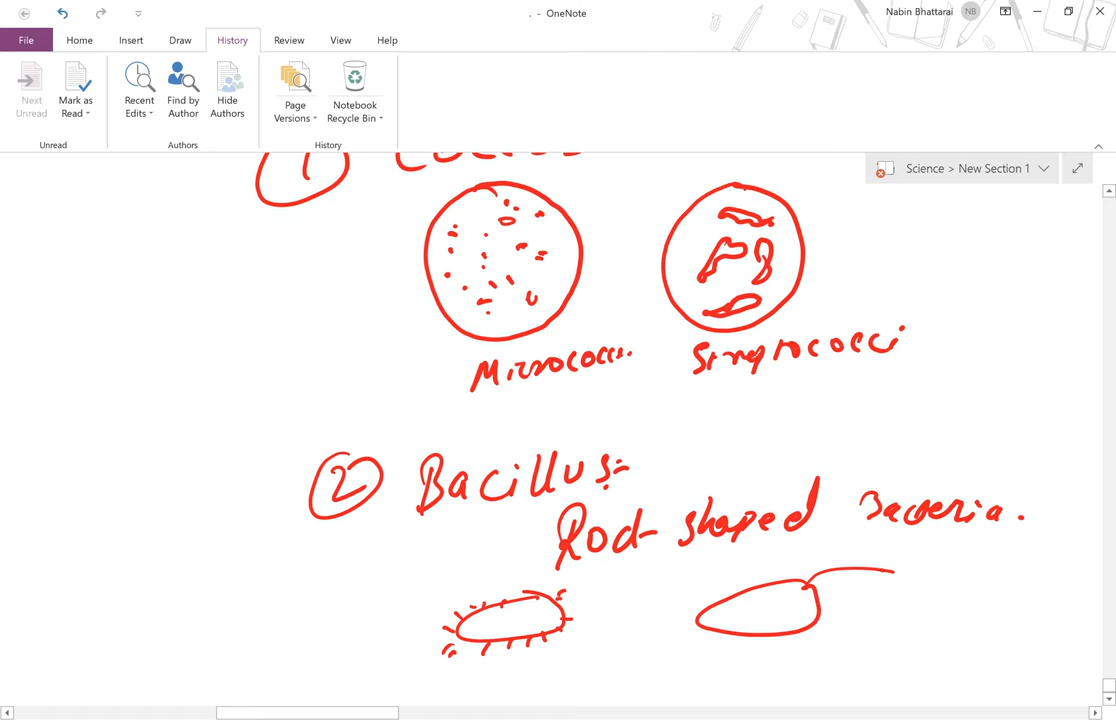 . - OneNote
Nabin Bhattarai NB
File Home Insert Draw History Review View Help
Next Unread
Mark as Read
Recent Edits
Find by Author
Hide Authors
Page Versions
Notebook Recycle Bin
Unread Authors History
Science > New Section 1
1
Micrococci.
Streptococci
2 Bacillus:-
Rod-shaped Bacteria.